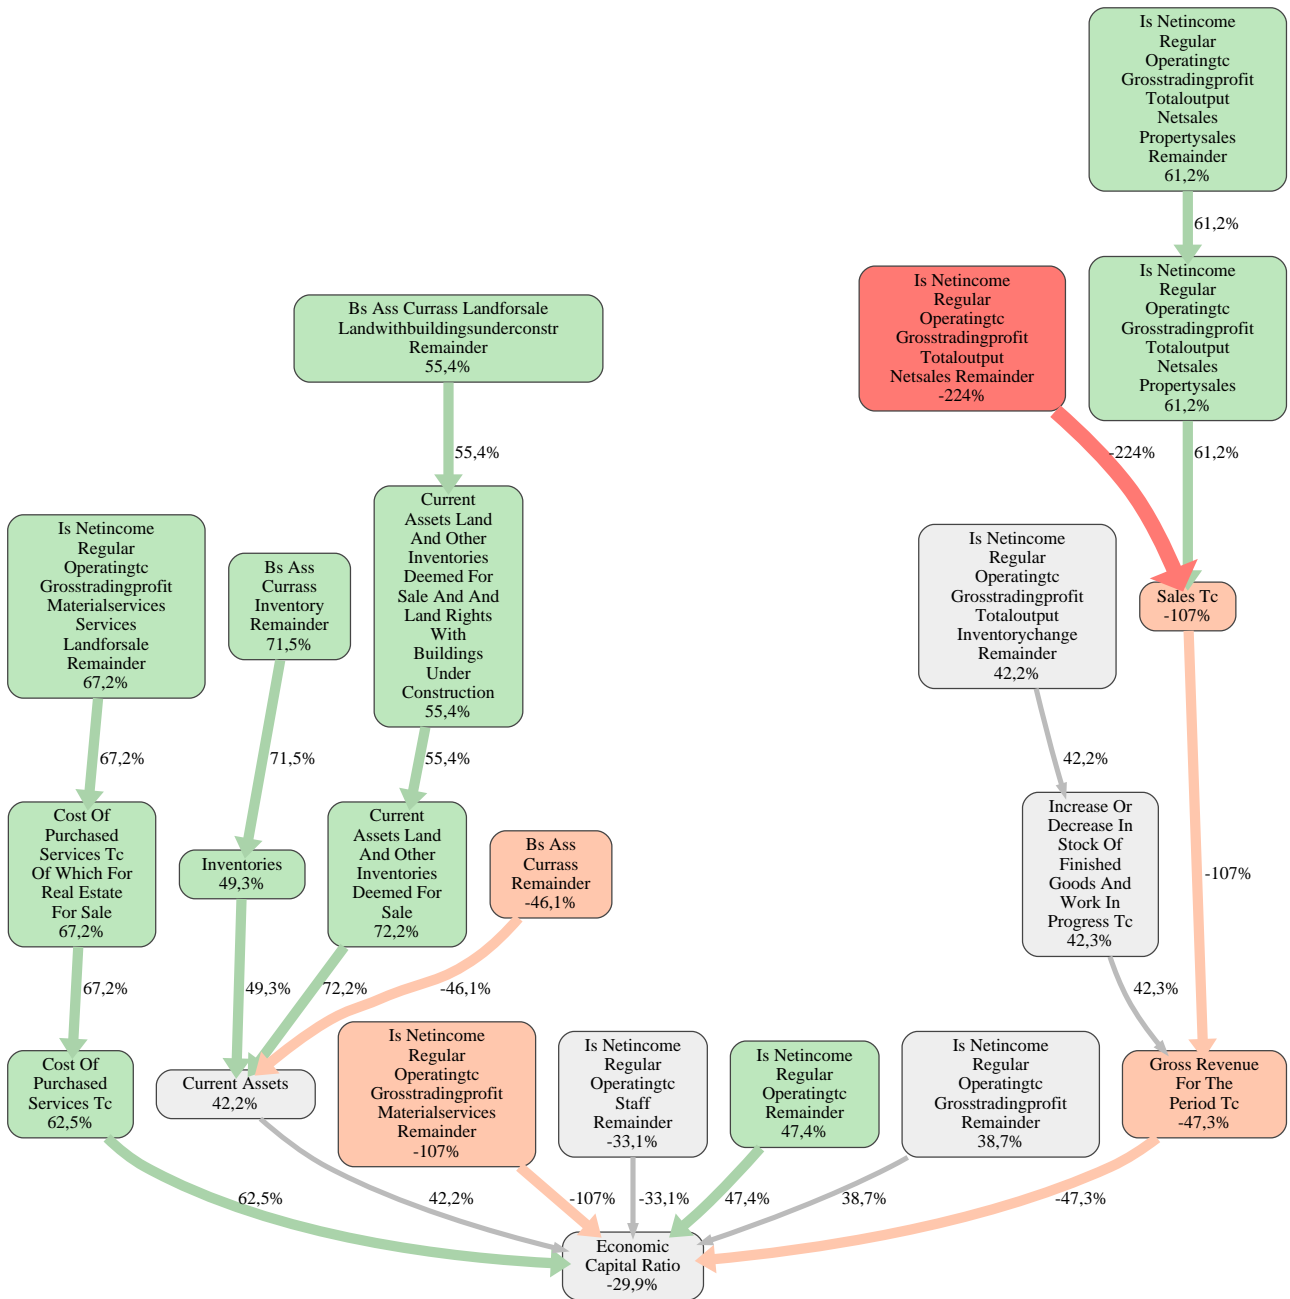 Is Netincome
Regular
Operatingtc
Grosstradingprofit
Totaloutput
Netsales
Propertysales
Remainder
61,2%
61,2%
Is Netincome
Regular
Operatingtc
Grosstradingprofit
Totaloutput
Netsales Remainder
-224%
Is Netincome
Regular
Operatingtc
Grosstradingprofit
Totaloutput
Netsales
Propertysales
61,2%
Bs Ass Currass Landforsale
Landwithbuildingsunderconstr
Remainder
55,4%
55,4%
-224%
61,2%
Is Netincome
Regular
Operatingtc
Grosstradingprofit
Materialservices
Services
Landforsale
Remainder
67,2%
Bs Ass
Currass
Inventory
Remainder
71,5%
Current
Assets Land
And Other
Inventories
Deemed For
Sale And And
Land Rights
With
Buildings
Under
Construction
55,4%
Is Netincome
Regular
Operatingtc
Grosstradingprofit
Totaloutput
Inventorychange
Remainder
42,2%
Sales Tc
-107%
67,2%
71,5%
55,4%
42,2%
Cost Of
Purchased
Services Tc
Of Which For
Real Estate
For Sale
67,2%
Inventories
49,3%
Current
Assets Land
And Other
Inventories
Deemed For
Sale
72,2%
Bs Ass
Currass
Remainder
-46,1%
Increase Or
Decrease In
Stock Of
Finished
Goods And
Work In
Progress Tc
42,3%
-107%
67,2%
49,3%
72,2%
-46,1%
42,3%
Cost Of
Purchased
Services Tc
62,5%
Current Assets
42,2%
Is Netincome
Regular
Operatingtc
Grosstradingprofit
Materialservices
Remainder
-107%
Is Netincome
Regular
Operatingtc
Staff
Remainder
-33,1%
Is Netincome
Regular
Operatingtc
Remainder
47,4%
Is Netincome
Regular
Operatingtc
Grosstradingprofit
Remainder
38,7%
Gross Revenue
For The
Period Tc
-47,3%
62,5%
42,2%
-107%
-33,1%
47,4%
38,7%
-47,3%
Economic
Capital Ratio
-29,9%